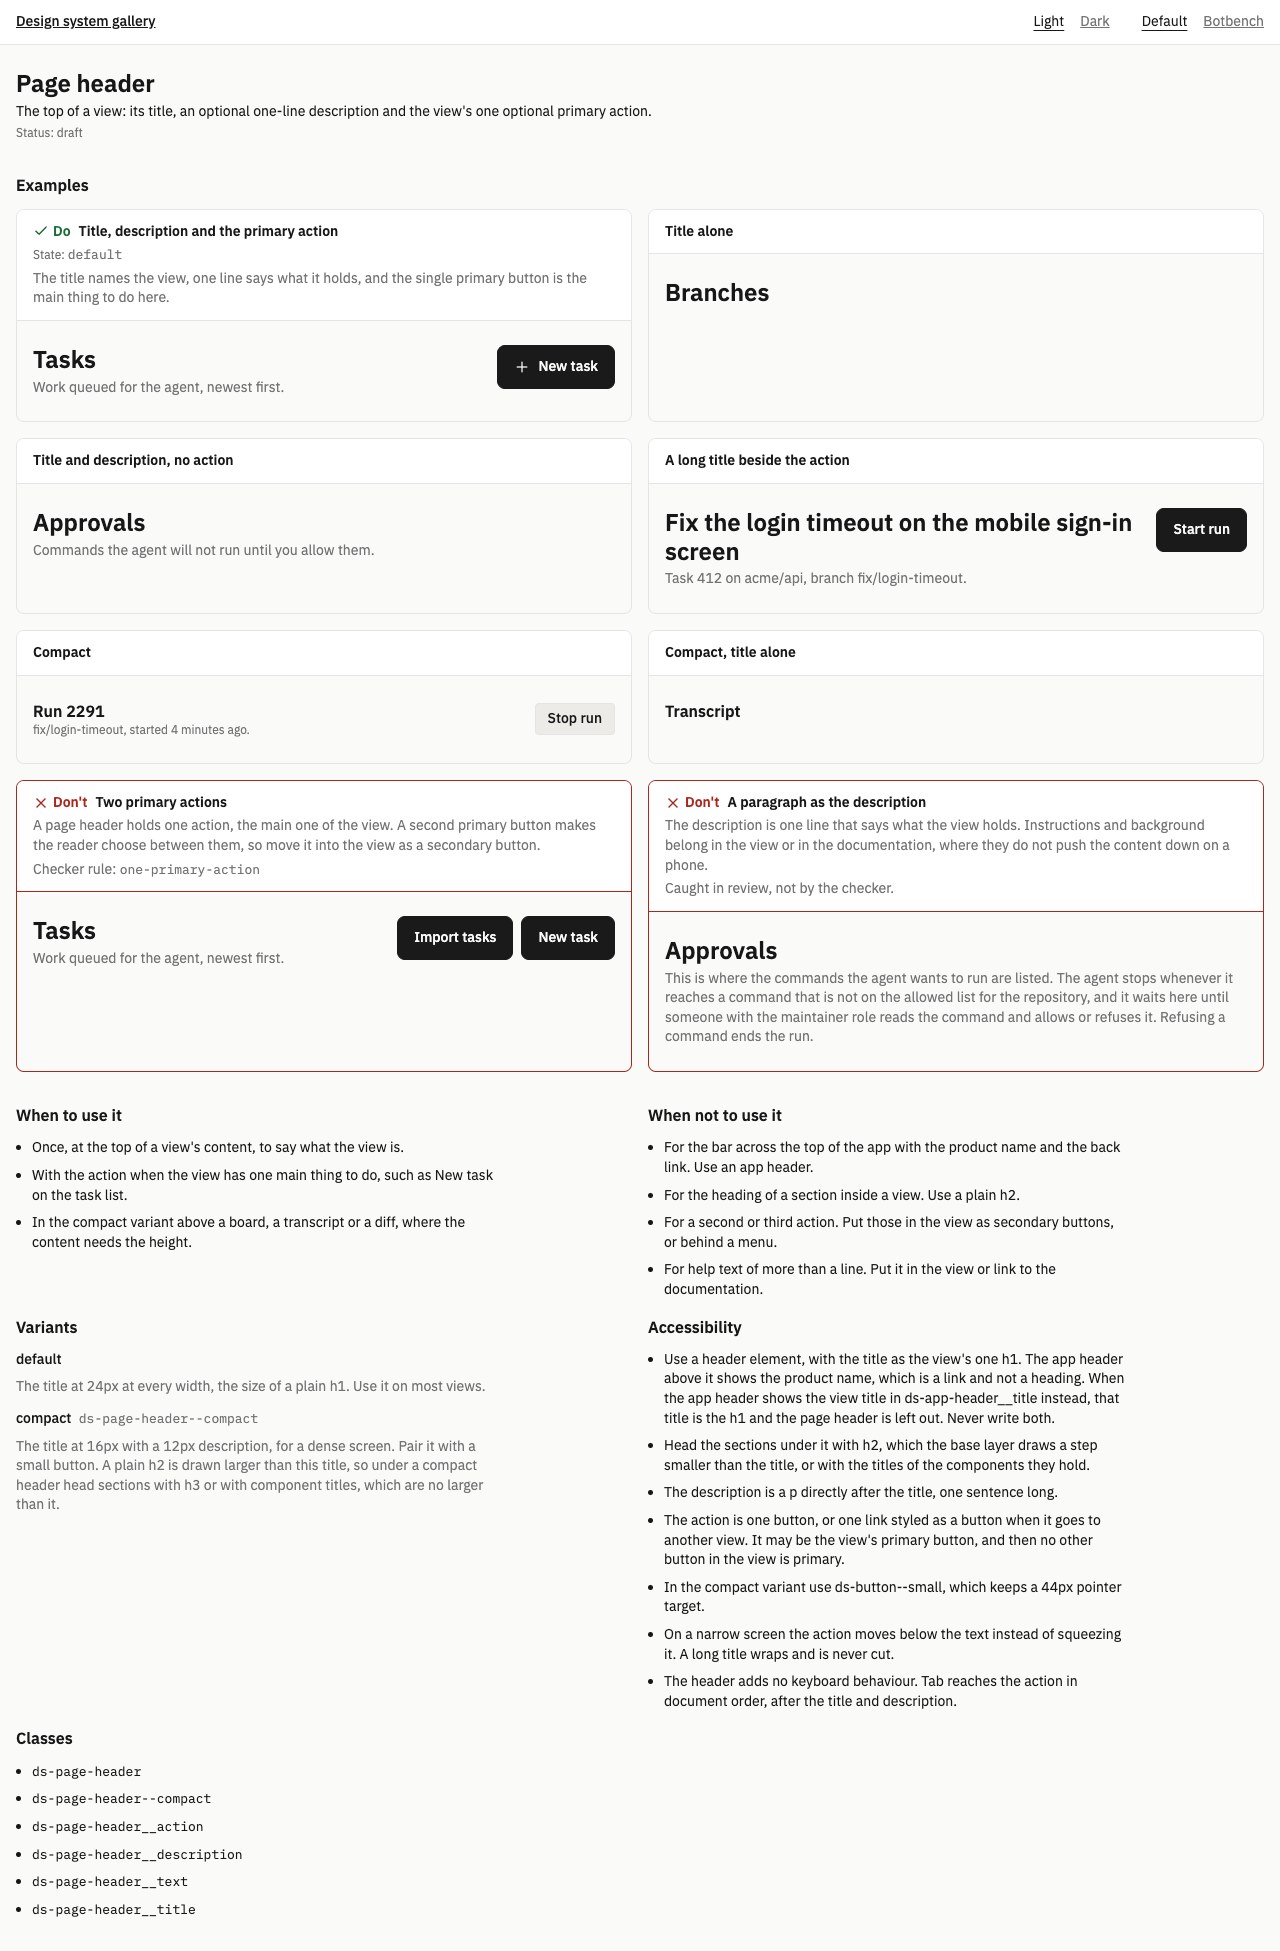 Design system gallery
Light Dark Default Botbench
Page header
The top of a view: its title, an optional one-line description and the view's one optional primary action.
Status: draft
Examples
Do Title, description and the primary action
State: default
The title names the view, one line says what it holds, and the single primary button is the
main thing to do here.
Tasks
Work queued for the agent, newest first.
New task
Title alone
Branches
Title and description, no action
Approvals
Commands the agent will not run until you allow them.
A long title beside the action
Fix the login timeout on the mobile sign-in
screen
Task 412 on acme/api, branch fix/login-timeout.
Start run
Compact
Run 2291
fix/login-timeout, started 4 minutes ago.
Stop run
Compact, title alone
Transcript
Don't Two primary actions
A page header holds one action, the main one of the view. A second primary button makes
the reader choose between them, so move it into the view as a secondary button.
Checker rule: one-primary-action
Tasks
Work queued for the agent, newest first.
Import tasks
New task
Don't A paragraph as the description
The description is one line that says what the view holds. Instructions and background
belong in the view or in the documentation, where they do not push the content down on a
phone.
Caught in review, not by the checker.
Approvals
This is where the commands the agent wants to run are listed. The agent stops whenever it
reaches a command that is not on the allowed list for the repository, and it waits here until
someone with the maintainer role reads the command and allows or refuses it. Refusing a
command ends the run.
When to use it
Once, at the top of a view's content, to say what the view is.
With the action when the view has one main thing to do, such as New task
on the task list.
In the compact variant above a board, a transcript or a diff, where the
content needs the height.
When not to use it
For the bar across the top of the app with the product name and the back
link. Use an app header.
For the heading of a section inside a view. Use a plain h2.
For a second or third action. Put those in the view as secondary buttons,
or behind a menu.
For help text of more than a line. Put it in the view or link to the
documentation.
Variants
default
The title at 24px at every width, the size of a plain h1. Use it on most views.
compact ds-page-header--compact
The title at 16px with a 12px description, for a dense screen. Pair it with a
small button. A plain h2 is drawn larger than this title, so under a compact
header head sections with h3 or with component titles, which are no larger
than it.
Accessibility
Use a header element, with the title as the view's one h1. The app header
above it shows the product name, which is a link and not a heading. When
the app header shows the view title in ds-app-header__title instead, that
title is the h1 and the page header is left out. Never write both.
Head the sections under it with h2, which the base layer draws a step
smaller than the title, or with the titles of the components they hold.
The description is a p directly after the title, one sentence long.
The action is one button, or one link styled as a button when it goes to
another view. It may be the view's primary button, and then no other
button in the view is primary.
In the compact variant use ds-button--small, which keeps a 44px pointer
target.
On a narrow screen the action moves below the text instead of squeezing
it. A long title wraps and is never cut.
The header adds no keyboard behaviour. Tab reaches the action in
document order, after the title and description.
Classes
ds-page-header
ds-page-header--compact
ds-page-header__action
ds-page-header__description
ds-page-header__text
ds-page-header__title